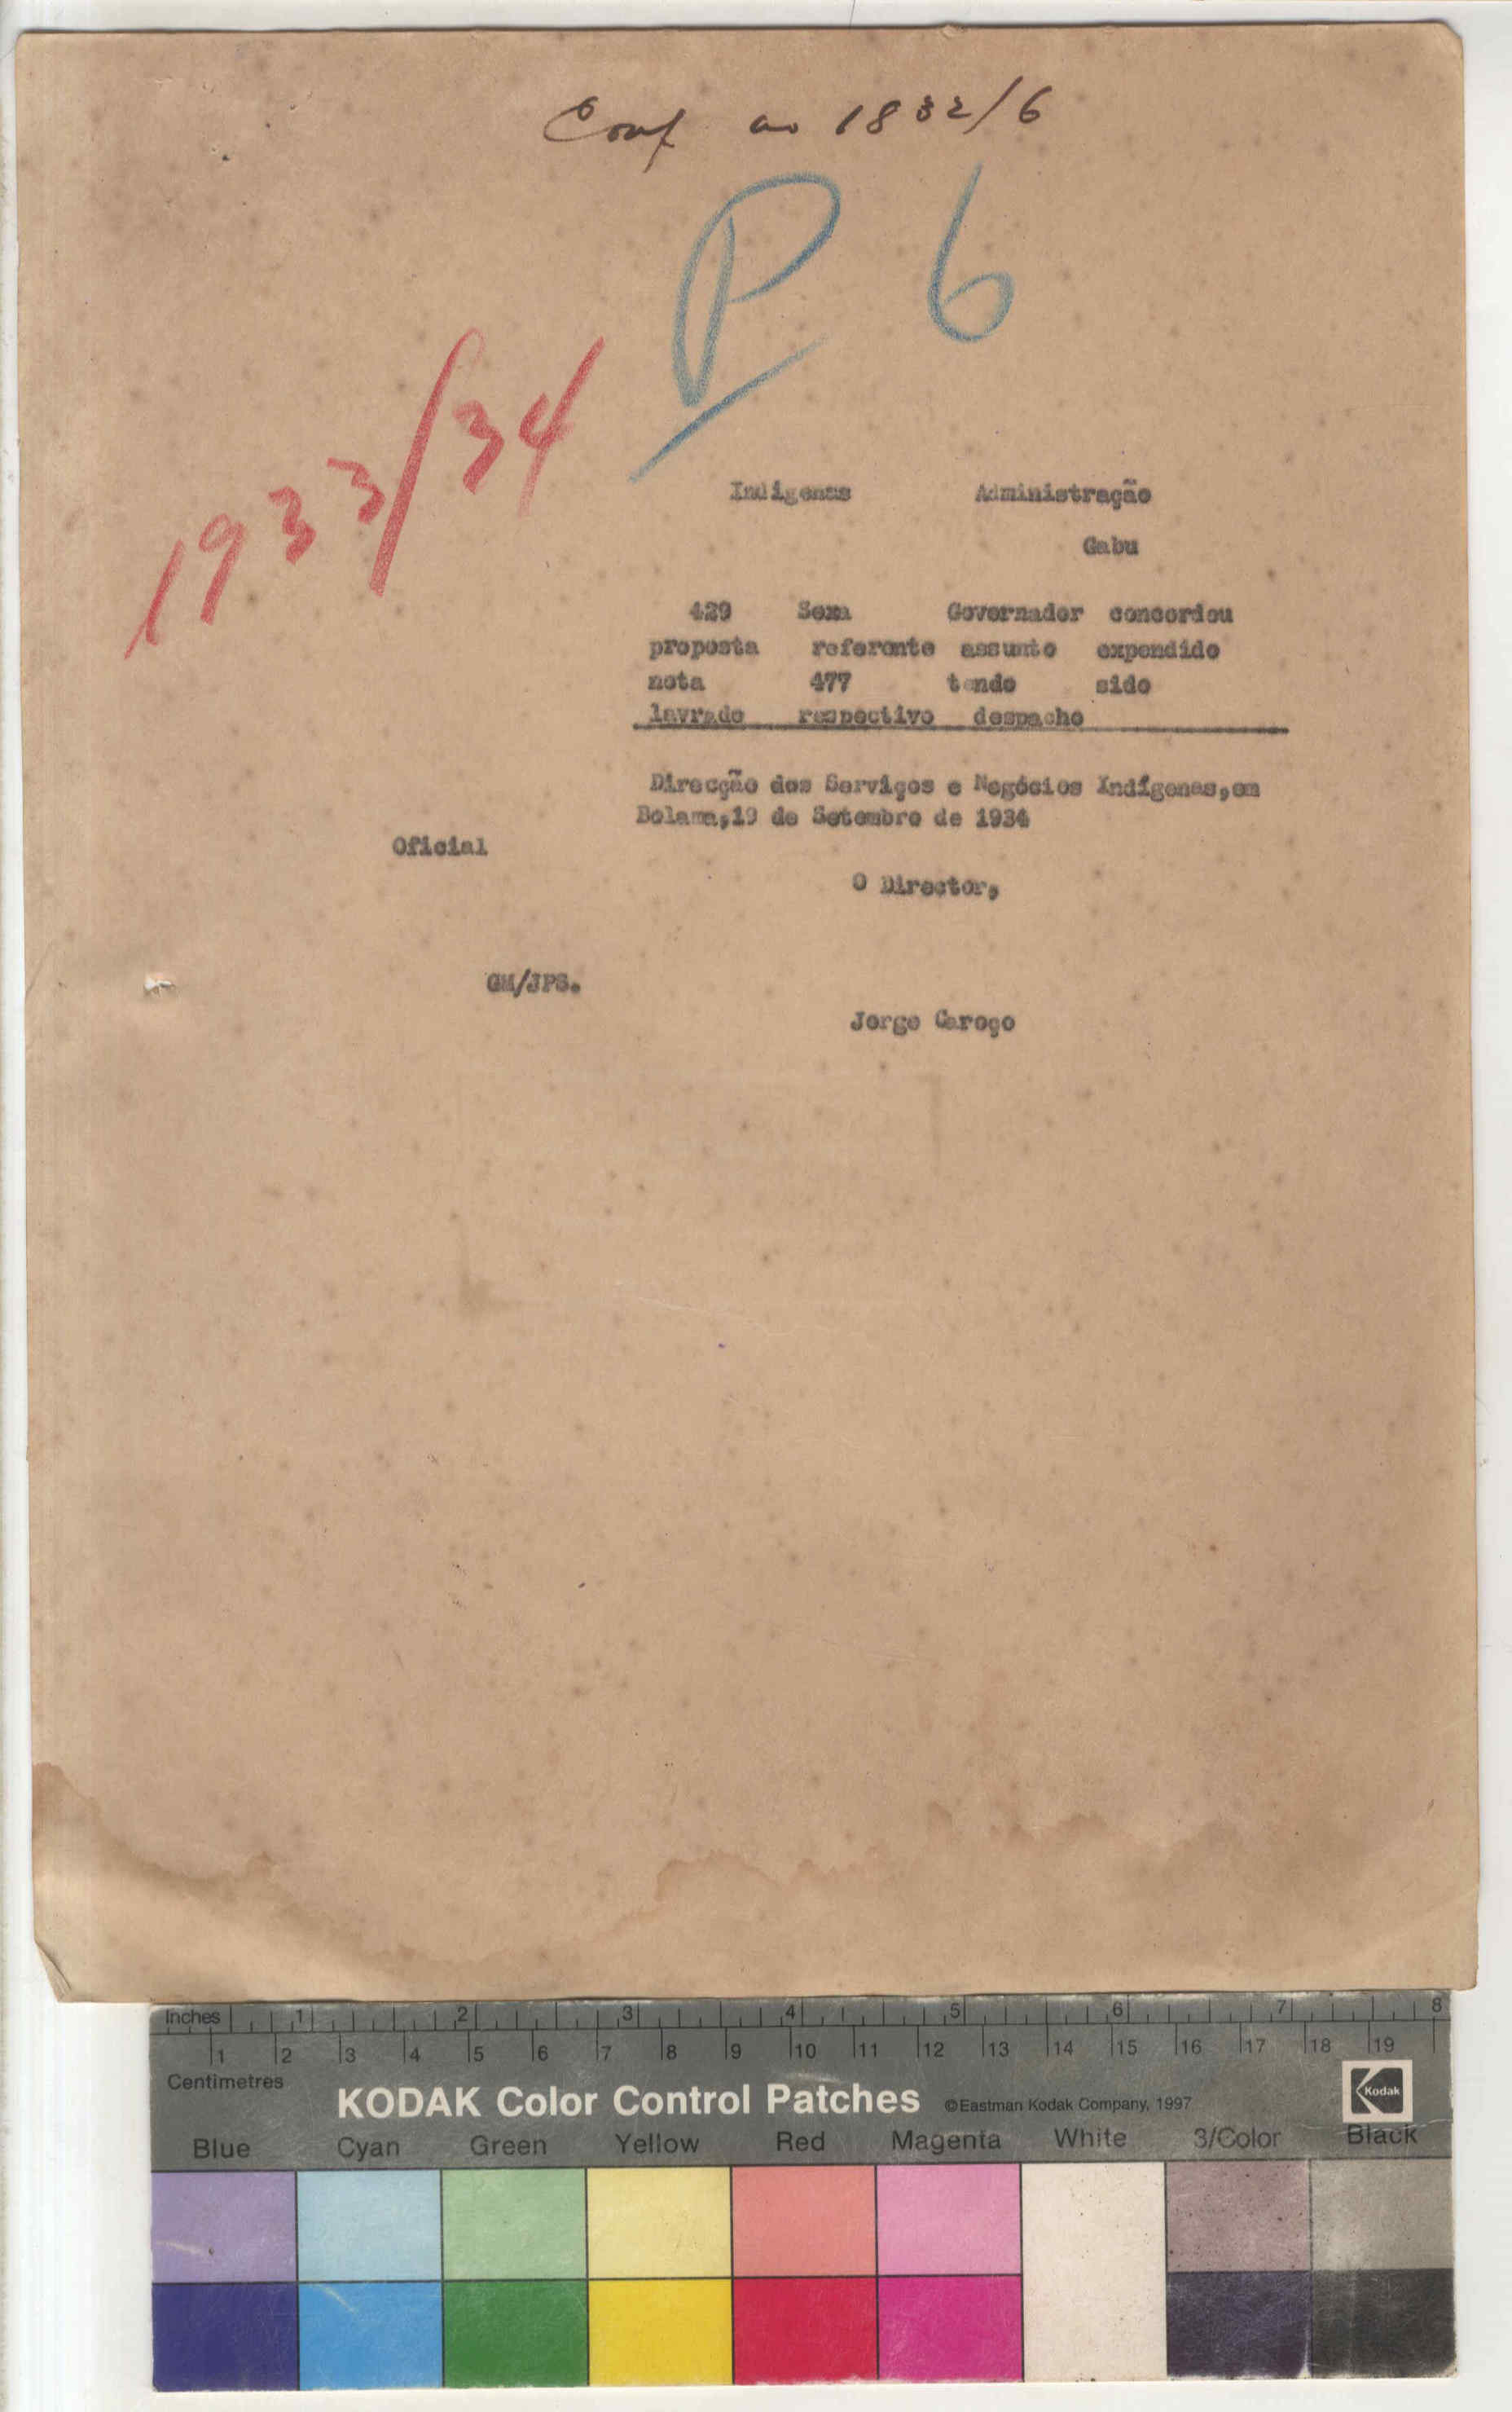 Conf ao 1832/6
P 6
1933/34
Indigenas Administração
Gabu
429 Sexa Governador concordou
proposta referente assunto expendido
nota 477 tendo sido
lavrado respectivo despacho
Direcção dos Serviços e Negócios Indígenas,em
Bolama,19 de Setembro de 1934
Oficial
O Director,
GM/JPS.
Jorge Caroço
Inches 1 2 3 4 5 6 7 8
1 2 3 4 5 6 7 8 9 10 11 12 13 14 15 16 17 18 19
Centimetres
KODAK Color Control Patches ©Eastman Kodak Company, 1997 Kodak
Blue Cyan Green Yellow Red Magenta White 3/Color Black